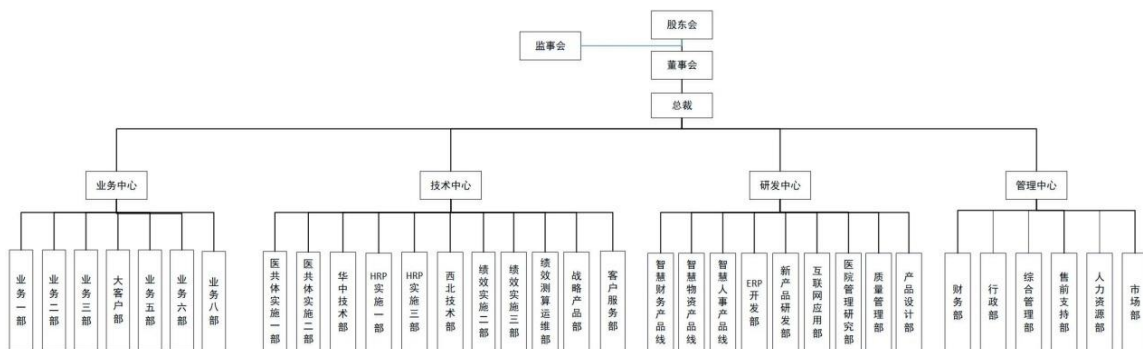 股东会
监事会
董事会
总裁
业务中心
技术中心
研发中心
管理中心
业务一部
业务二部
业务三部
大客户部
业务五部
业务六部
业务八部
医共体实施一部
医共体实施二部
华中技术部
HRP实施一部
HRP实施三部
西北技术部
绩效实施二部
绩效实施三部
绩效测算运维部
战略产品部
客户服务部
智慧财务产品线
智慧物资产品线
智慧人事产品线
ERP开发部
新产品研发部
互联网应用部
医院管理研究部
质量管理部
产品设计部
财务部
行政部
综合管理部
售前支持部
人力资源部
市场部